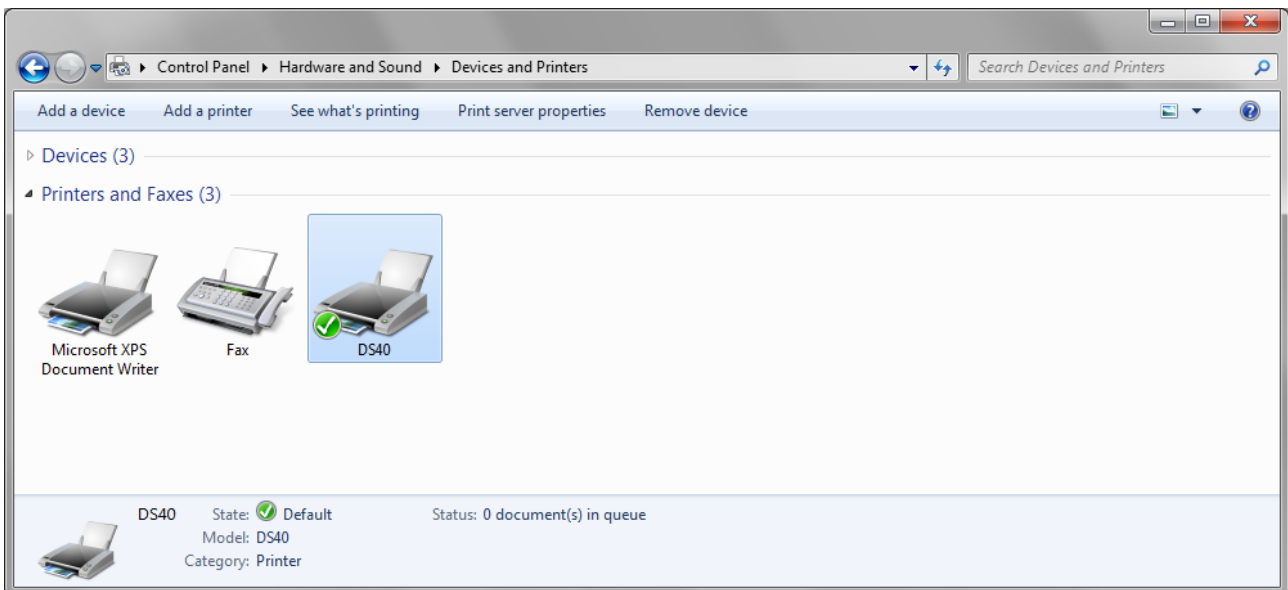 Control Panel Hardware and Sound Devices and Printers Search Devices and Printers
Add a device Add a printer See what's printing Print server properties Remove device
Devices (3)
Printers and Faxes (3)
Microsoft XPS
Document Writer
Fax
DS40
DS40 State: Default Status: 0 document(s) in queue
Model: DS40
Category: Printer